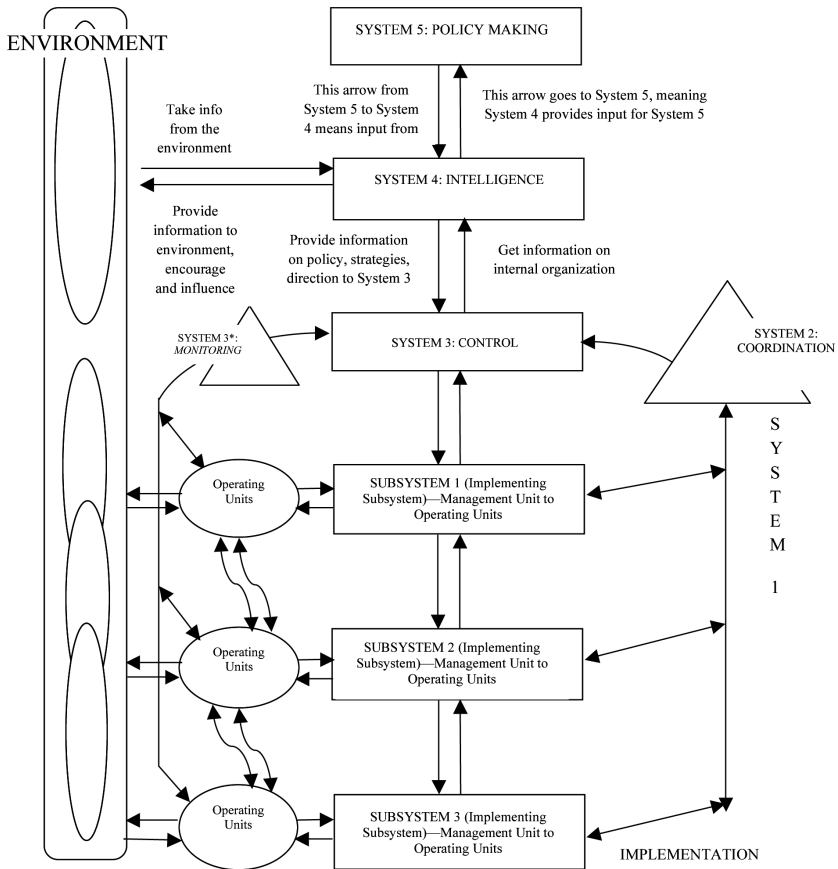 ENVIRONMENT
SYSTEM 5: POLICY MAKING
This arrow from
System 5 to System
4 means input from
This arrow goes to System 5, meaning
System 4 provides input for System 5
Take info
from the
environment
SYSTEM 4: INTELLIGENCE
Provide
information to
environment,
encourage
and influence
Provide information
on policy, strategies,
direction to System 3
Get information on
internal organization
SYSTEM 3*:
MONITORING
SYSTEM 3: CONTROL
SYSTEM 2:
COORDINATION
S
Y
S
T
E
M
1
Operating
Units
SUBSYSTEM 1 (Implementing
Subsystem)—Management Unit to
Operating Units
Operating
Units
SUBSYSTEM 2 (Implementing
Subsystem)—Management Unit to
Operating Units
Operating
Units
SUBSYSTEM 3 (Implementing
Subsystem)—Management Unit to
Operating Units
IMPLEMENTATION